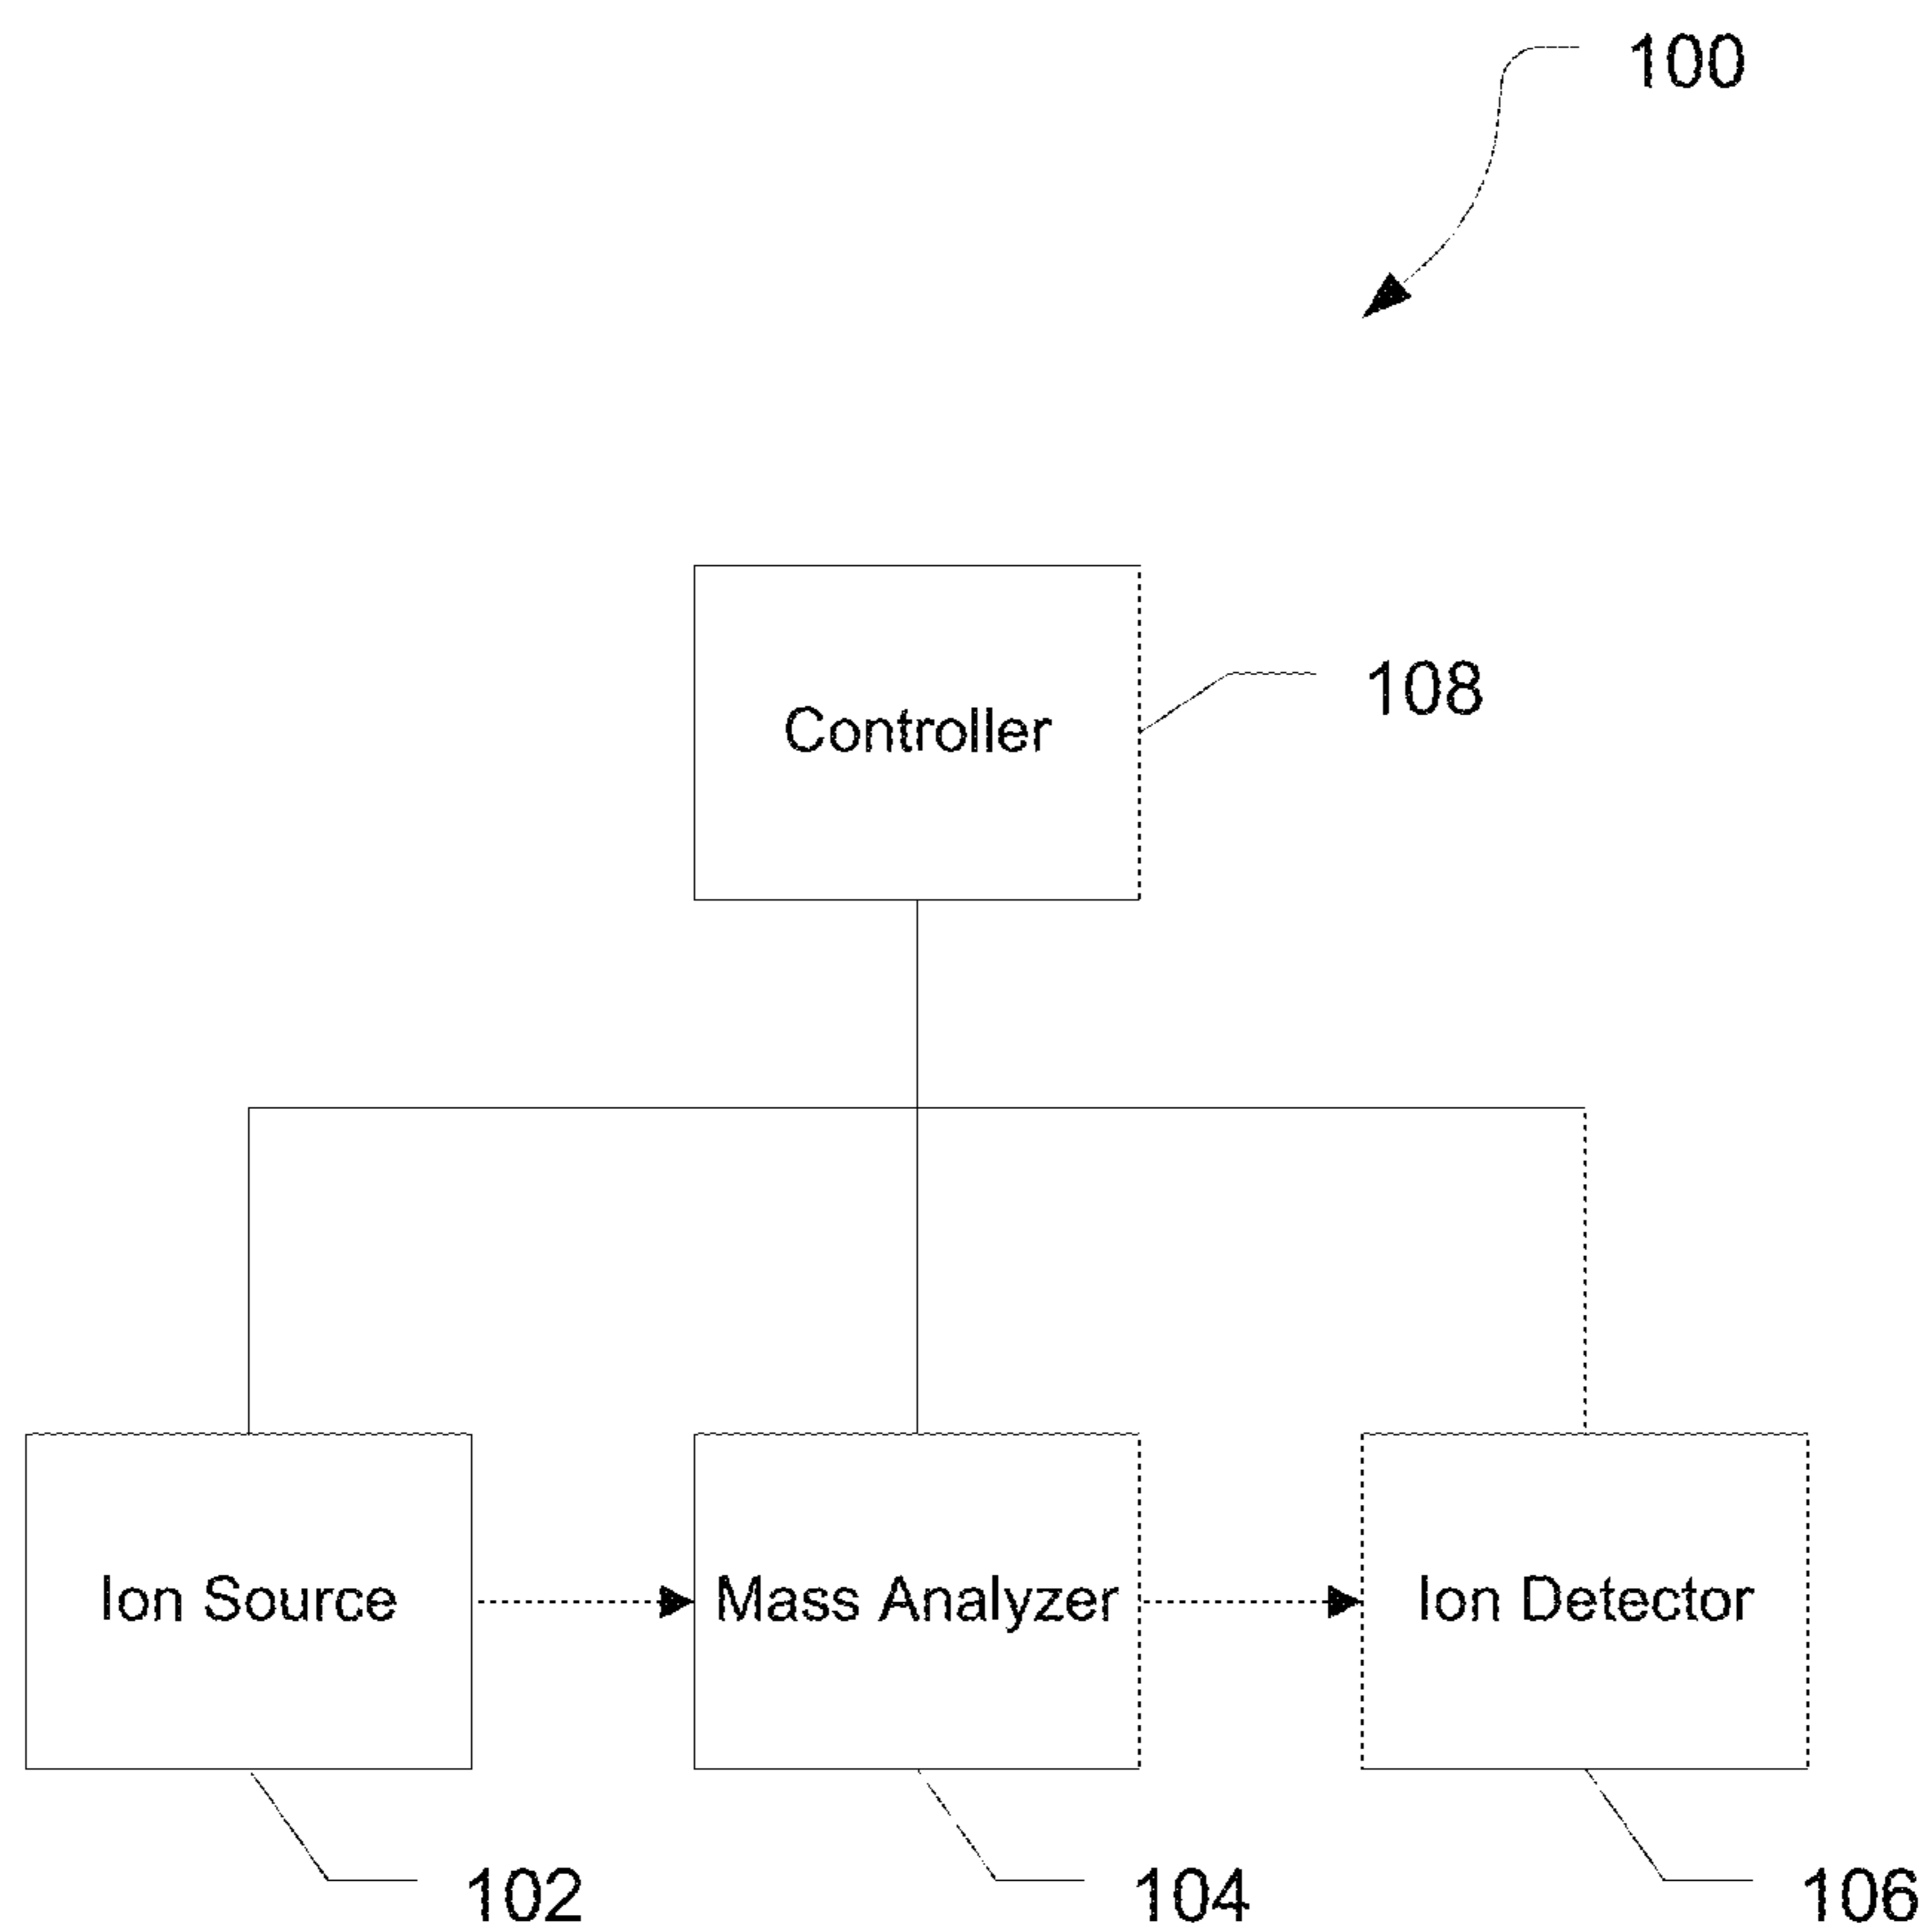 100
108
Controller
Ion Source
Mass Analyzer
Ion Detector
102
104
106